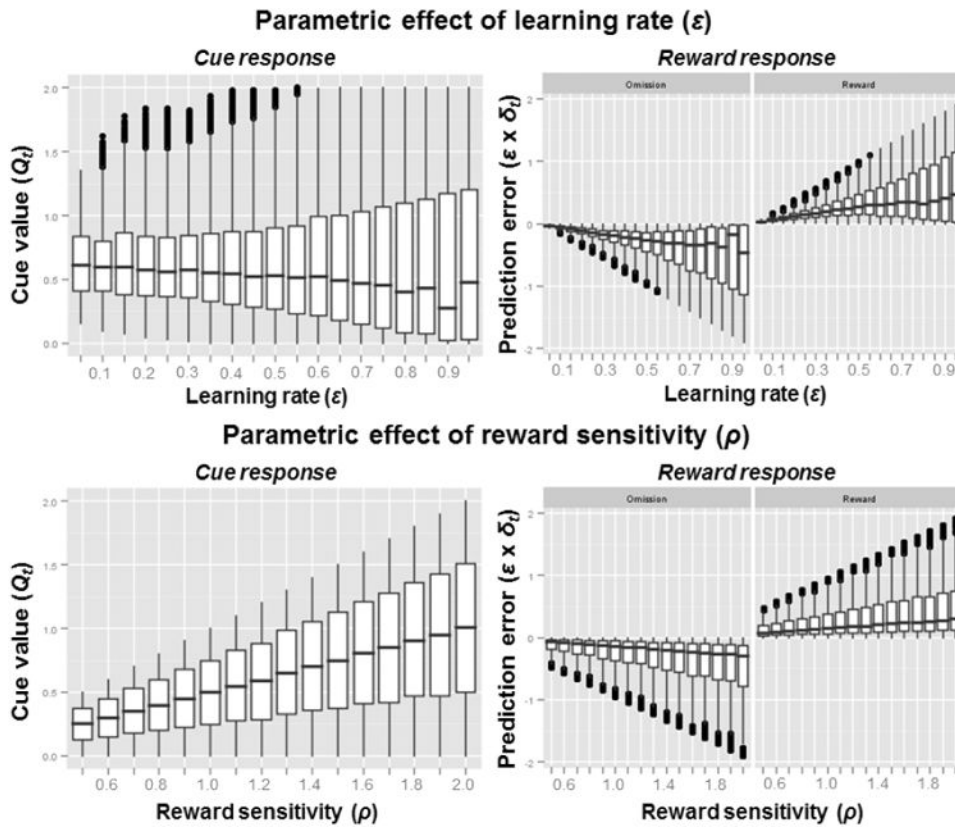 Parametric effect of learning rate (ε)
Cue response
Reward response
Omission
Reward
Cue value (Qt)
2.0
1.5
1.0
0.5
0.0
0.1 0.2 0.3 0.4 0.5 0.6 0.7 0.8 0.9
Learning rate (ε)
Prediction error (ε x δt)
2
1
0
-1
-2
0.1 0.3 0.5 0.7 0.9
0.1 0.3 0.5 0.7 0.9
Learning rate (ε)
Parametric effect of reward sensitivity (ρ)
Cue response
Reward response
Omission
Reward
Cue value (Qt)
2.0
1.5
1.0
0.5
0.0
0.6 0.8 1.0 1.2 1.4 1.6 1.8 2.0
Reward sensitivity (ρ)
Prediction error (ε x δt)
2
1
0
-1
-2
0.6 1.0 1.4 1.8
0.6 1.0 1.4 1.8
Reward sensitivity (ρ)